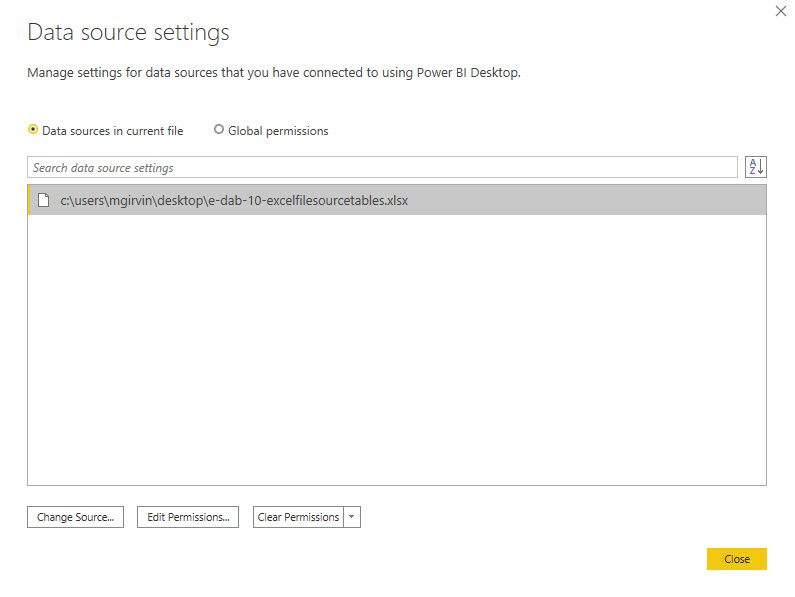 Data source settings
Manage settings for data sources that you have connected to using Power BI Desktop.
Data sources in current file Global permissions
Search data source settings
A
Z
c:\users\mgirvin\desktop\e-dab-10-excelfilesourcetables.xlsx
Change Source... Edit Permissions... Clear Permissions
Close